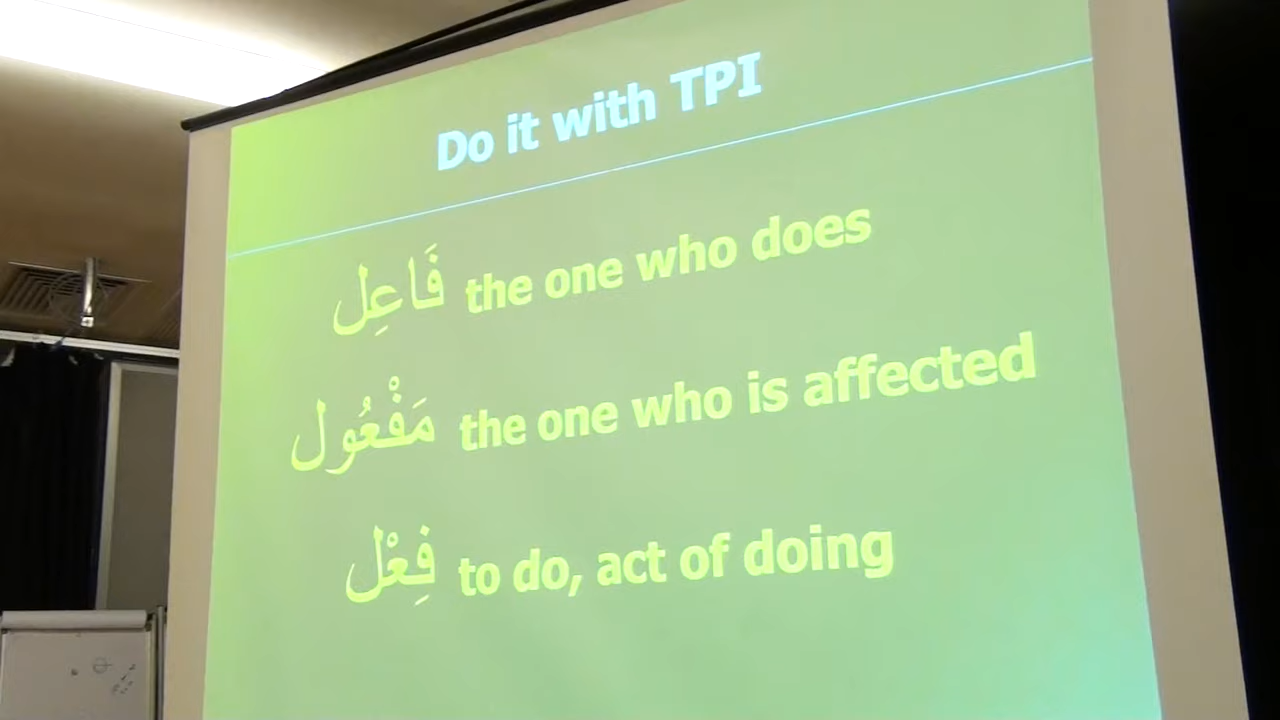 Do it with TPI
فَاعِل the one who does
مَفْعُول the one who is affected
فِعْل to do, act of doing